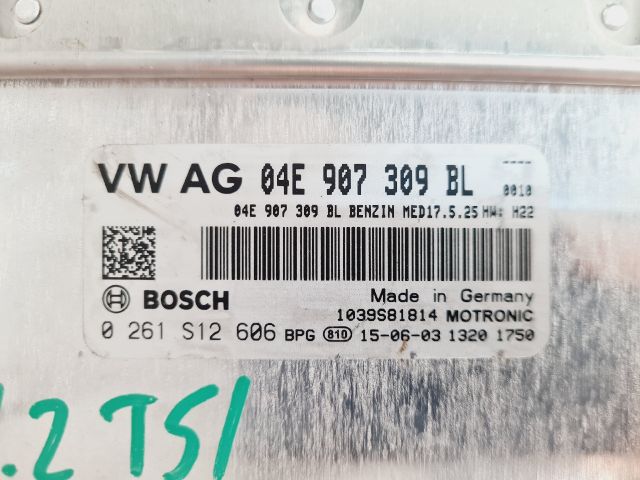 VW AG 04E 907 309 BL ----
0010
04E 907 309 BL BENZIN MED17.5.25 HW: H22
BOSCH Made in Germany
1039S81814 MOTRONIC
0 261 S12 606 BPG 810 15-06-03 1320 1750
.2 TSI